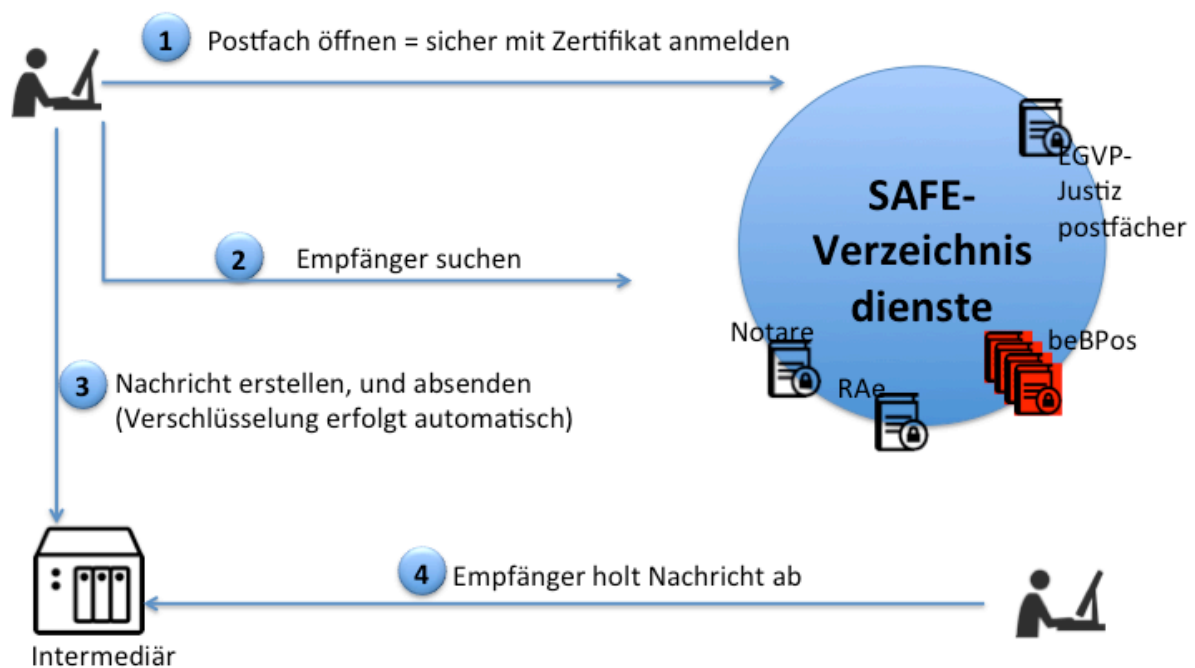 1 Postfach öffnen = sicher mit Zertifikat anmelden
EGVP-
Justiz
postfächer
SAFE-
Verzeichnis
dienste
2 Empfänger suchen
Notare
beBPos
RAe
3 Nachricht erstellen, und absenden
(Verschlüsselung erfolgt automatisch)
4 Empfänger holt Nachricht ab
Intermediär